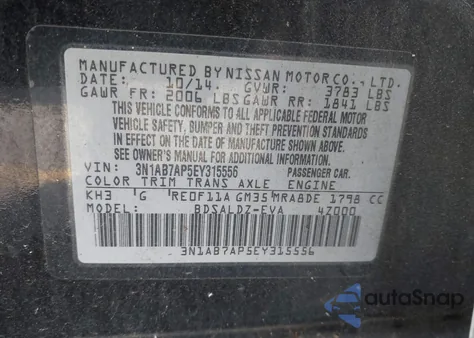 MANUFACTURED BY NISSAN MOTOR CO., LTD.
DATE: 10/14 GVWR: 3783 LBS
GAWR FR: 2006 LBS GAWR RR: 1841 LBS
THIS VEHICLE CONFORMS TO ALL APPLICABLE FEDERAL MOTOR
VEHICLE SAFETY, BUMPER AND THEFT PREVENTION STANDARDS
IN EFFECT ON THE DATE OF MANUFACTURE SHOWN ABOVE.
SEE OWNER'S MANUAL FOR ADDITIONAL INFORMATION.
VIN: 3N1AB7AP5EY315556 PASSENGER CAR.
COLOR TRIM TRANS AXLE ENGINE
KH3 G RE0F11A GM35 MRA8DE 1798 CC
MODEL: BDSALDZ-EVA 4Z000
3N1AB7AP5EY315556
autoSnap